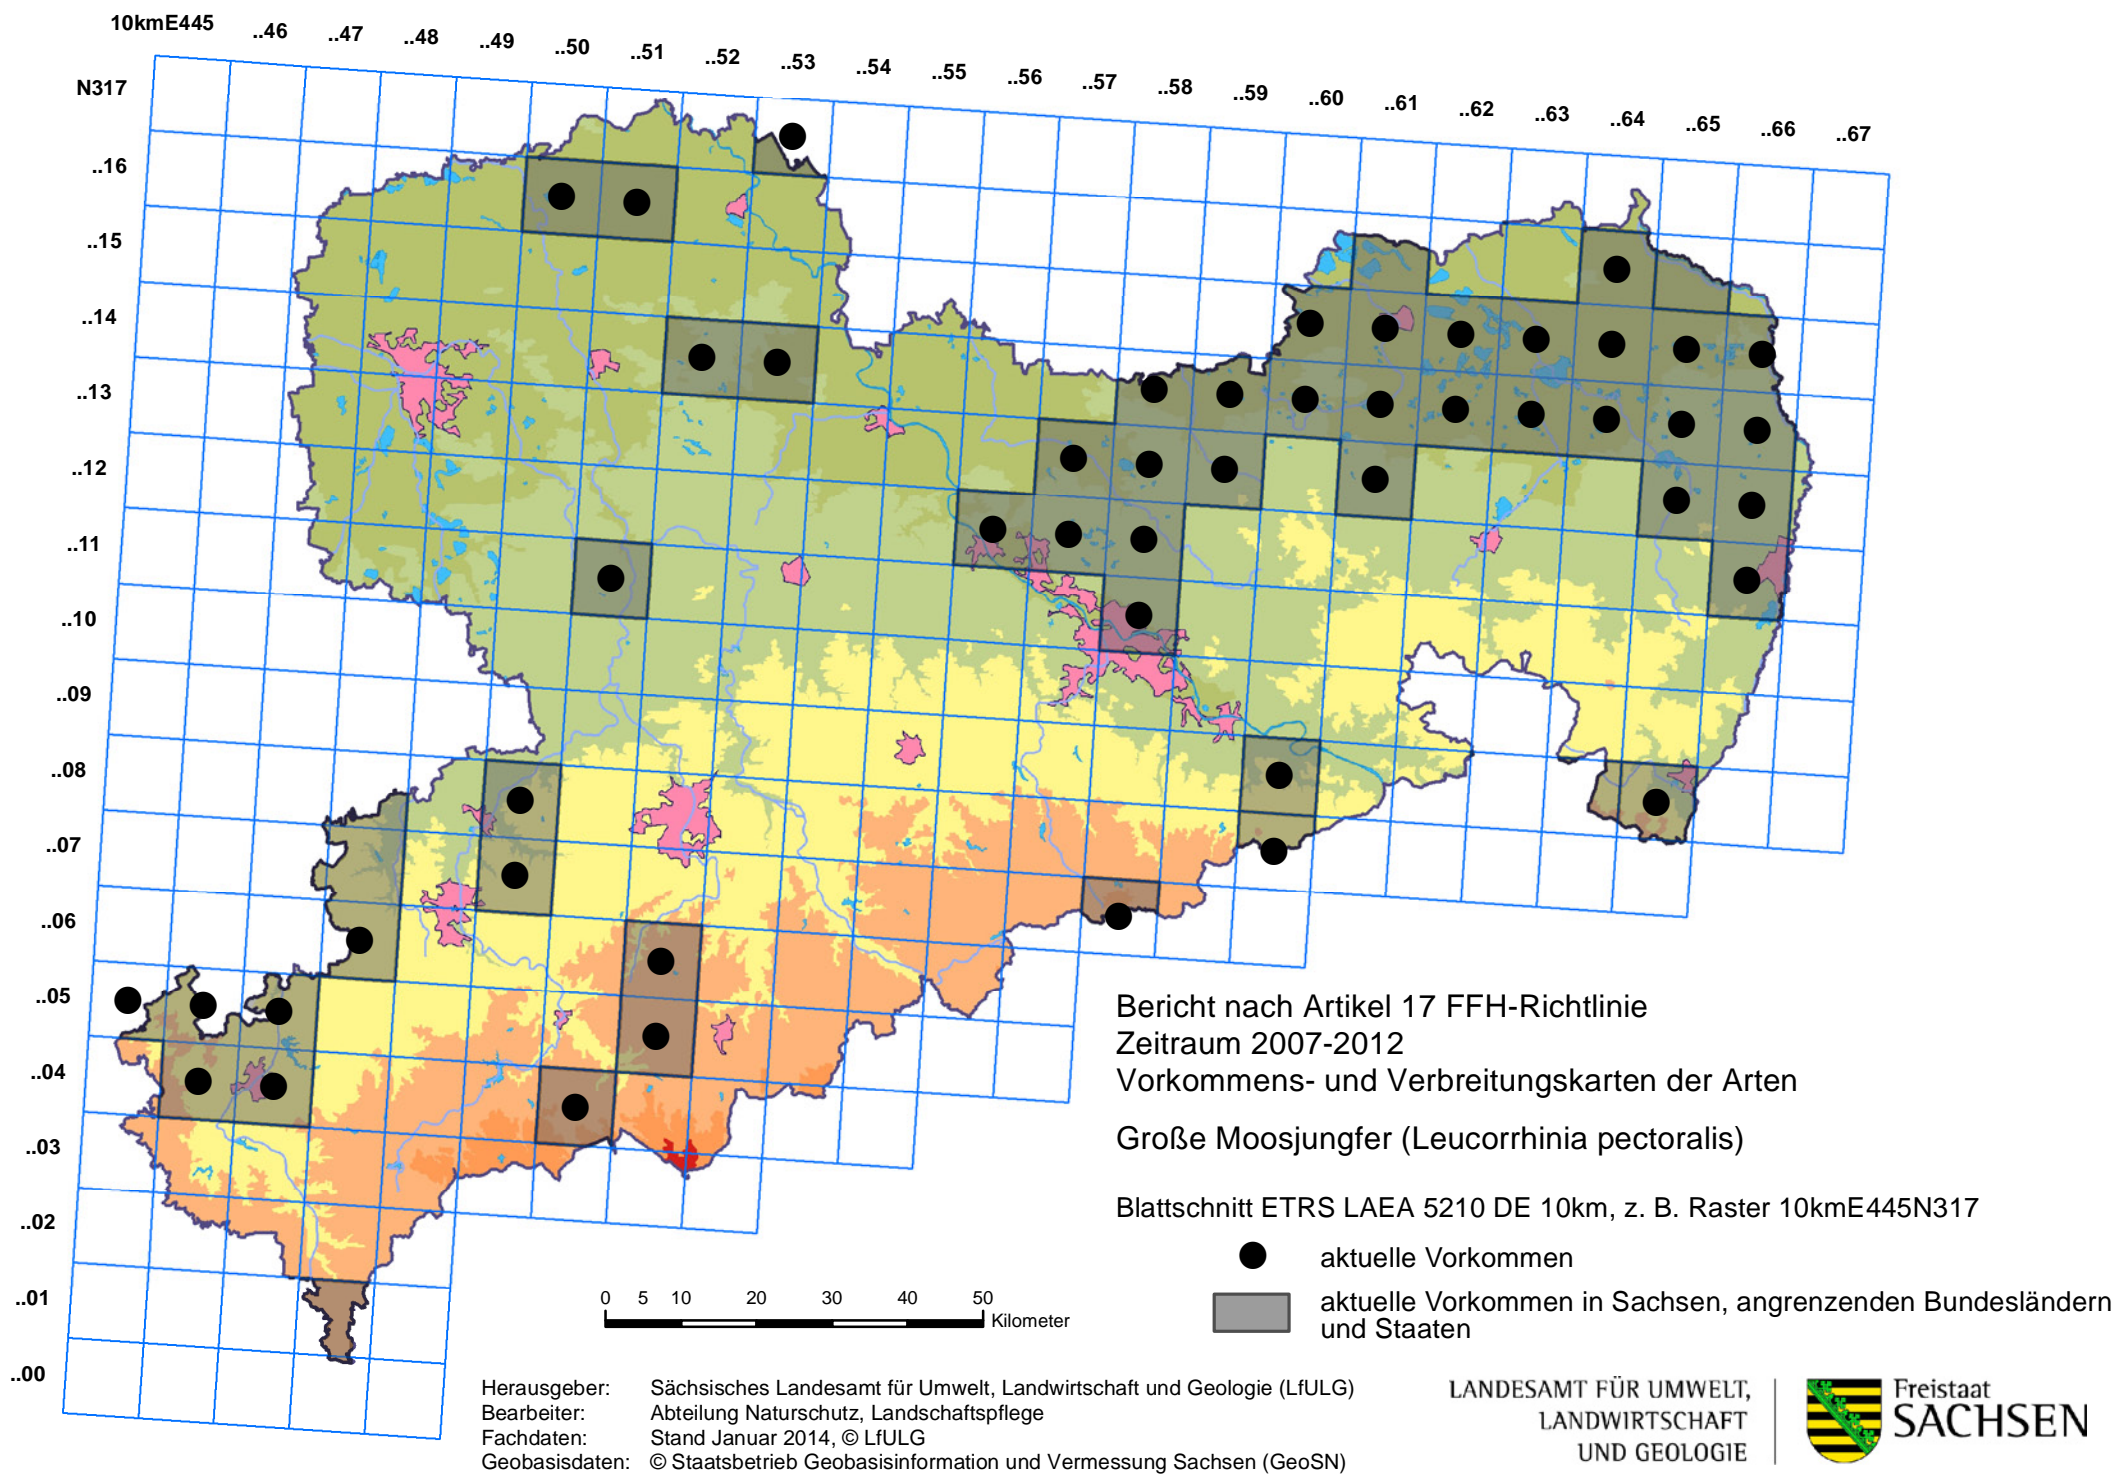 10kmE445 ..46 ..47 ..48 ..49 ..50 ..51 ..52 ..53 ..54 ..55 ..56 ..57 ..58 ..59 ..60 ..61 ..62 ..63 ..64 ..65 ..66 ..67
N317
..16
..15
..14
..13
..12
..11
..10
..09
..08
..07
..06
..05
..04
..03
..02
..01
..00
Bericht nach Artikel 17 FFH-Richtlinie
Zeitraum 2007-2012
Vorkommens- und Verbreitungskarten der Arten
Große Moosjungfer (Leucorrhinia pectoralis)
Blattschnitt ETRS LAEA 5210 DE 10km, z. B. Raster 10kmE445N317
aktuelle Vorkommen
aktuelle Vorkommen in Sachsen, angrenzenden Bundesländern
und Staaten
0 5 10 20 30 40 50
Kilometer
Herausgeber: Sächsisches Landesamt für Umwelt, Landwirtschaft und Geologie (LfULG)
Bearbeiter: Abteilung Naturschutz, Landschaftspflege
Fachdaten: Stand Januar 2014, © LfULG
Geobasisdaten: © Staatsbetrieb Geobasisinformation und Vermessung Sachsen (GeoSN)
LANDESAMT FÜR UMWELT,
LANDWIRTSCHAFT
UND GEOLOGIE
Freistaat
SACHSEN